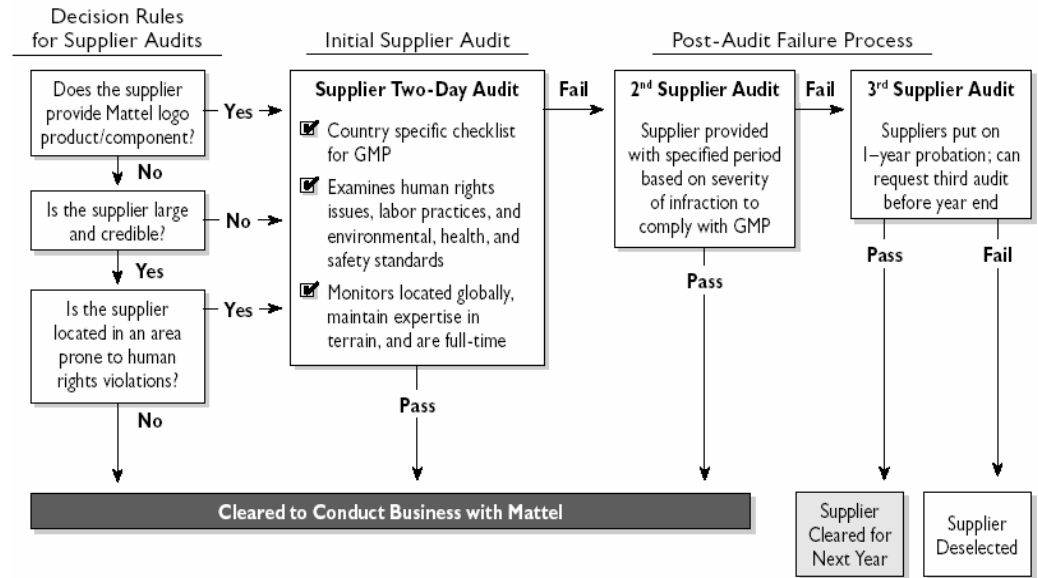 Decision Rules
for Supplier Audits
Initial Supplier Audit
Post-Audit Failure Process
Does the supplier
provide Mattel logo
product/component?
Yes
No
Is the supplier large
and credible?
No
Yes
Is the supplier
located in an area
prone to human
rights violations?
Yes
No
Supplier Two-Day Audit
Country specific checklist
for GMP
Examines human rights
issues, labor practices, and
environmental, health, and
safety standards
Monitors located globally,
maintain expertise in
terrain, and are full-time
Fail
Pass
2nd Supplier Audit
Supplier provided
with specified period
based on severity
of infraction to
comply with GMP
Fail
Pass
3rd Supplier Audit
Suppliers put on
1–year probation; can
request third audit
before year end
Pass
Fail
Cleared to Conduct Business with Mattel
Supplier
Cleared for
Next Year
Supplier
Deselected